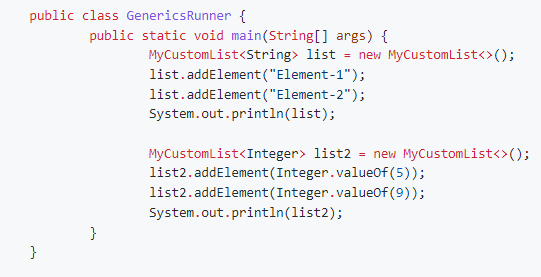 public class GenericsRunner {
        public static void main(String[] args) {
                MyCustomList<String> list = new MyCustomList<>();
                list.addElement("Element-1");
                list.addElement("Element-2");
                System.out.println(list);

                MyCustomList<Integer> list2 = new MyCustomList<>();
                list2.addElement(Integer.valueOf(5));
                list2.addElement(Integer.valueOf(9));
                System.out.println(list2);
        }
}